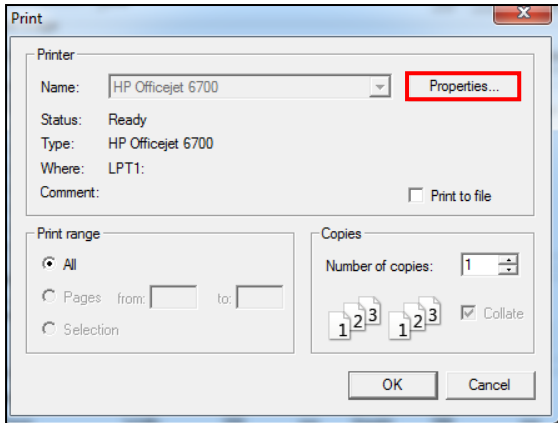 Print
Printer
Name: HP Officejet 6700 Properties...
Status: Ready
Type: HP Officejet 6700
Where: LPT1:
Comment: Print to file
Print range
All
Pages from: to:
Selection
Copies
Number of copies: 1
1 2 3 1 2 3 Collate
OK Cancel